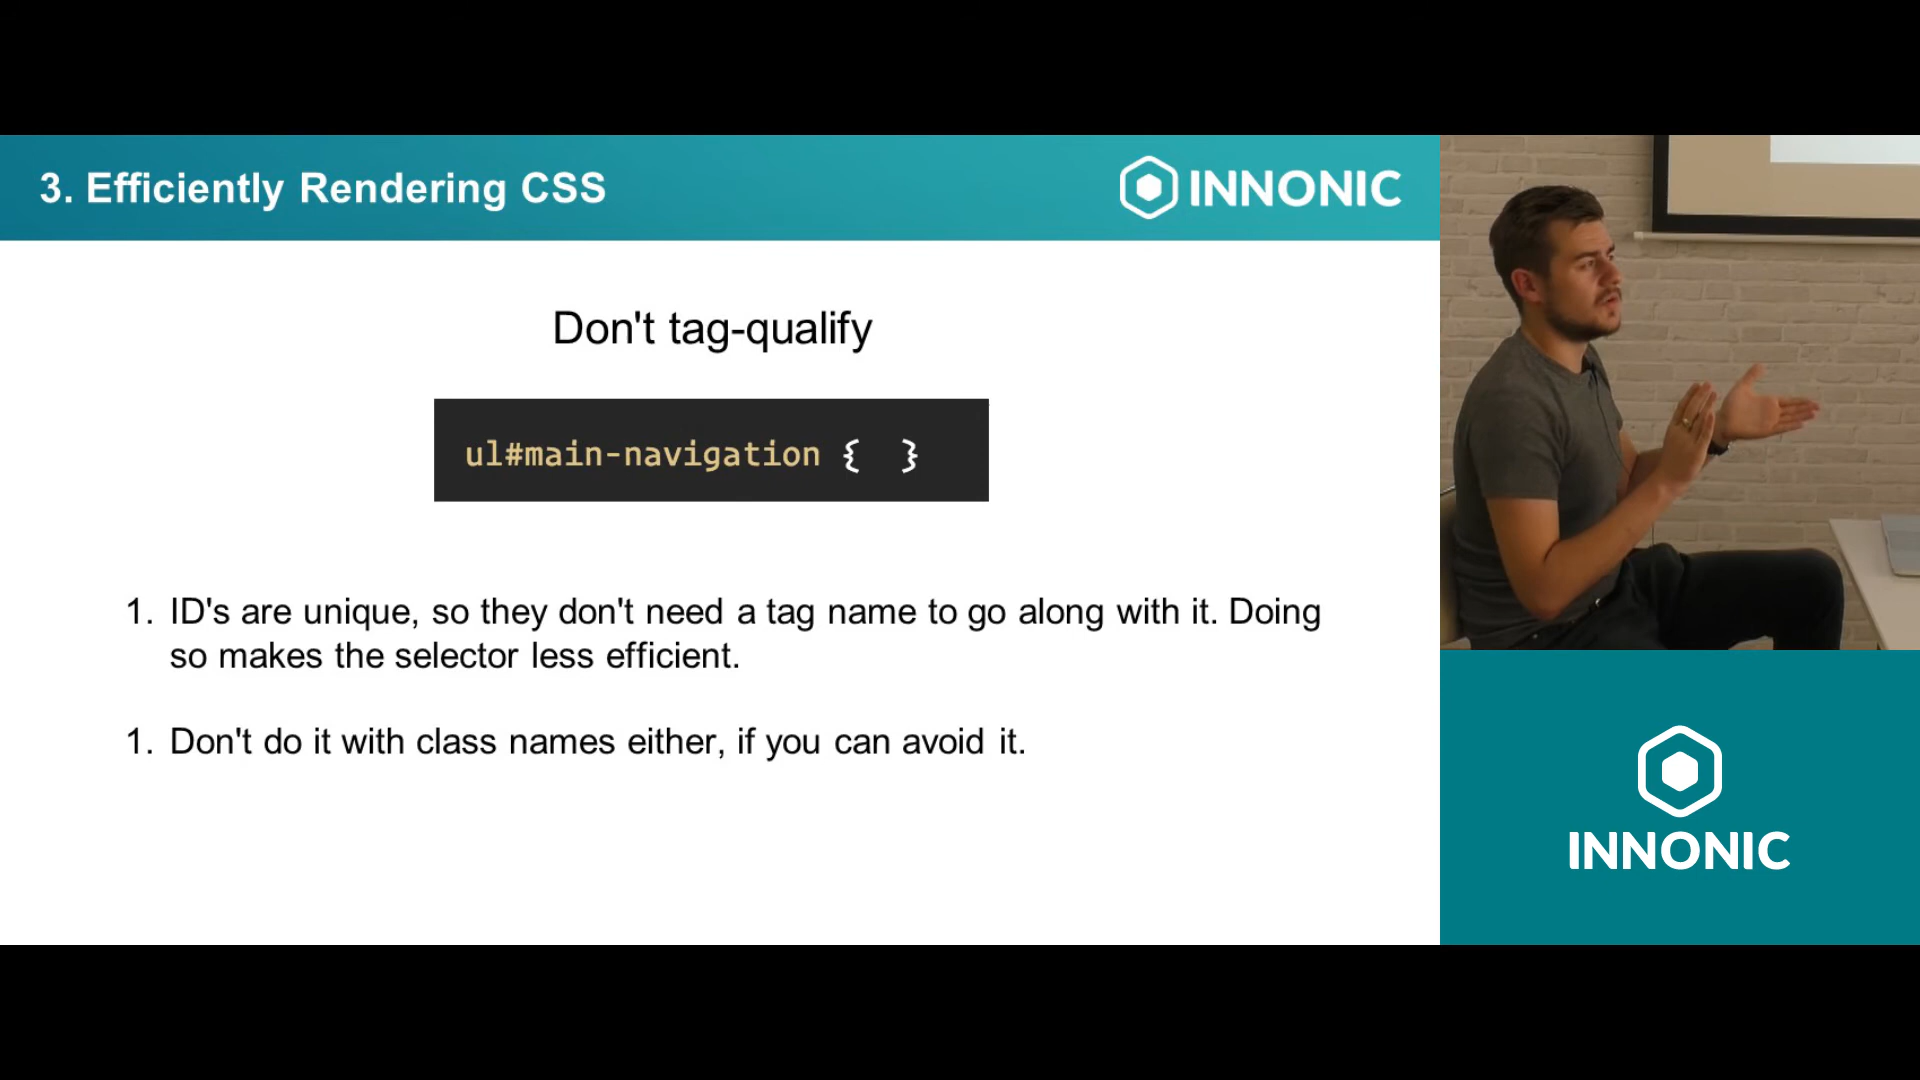 3. Efficiently Rendering CSS
INNONIC
Don't tag-qualify
ul#main-navigation {  }
1. ID's are unique, so they don't need a tag name to go along with it. Doing
so makes the selector less efficient.
1. Don't do it with class names either, if you can avoid it.
INNONIC